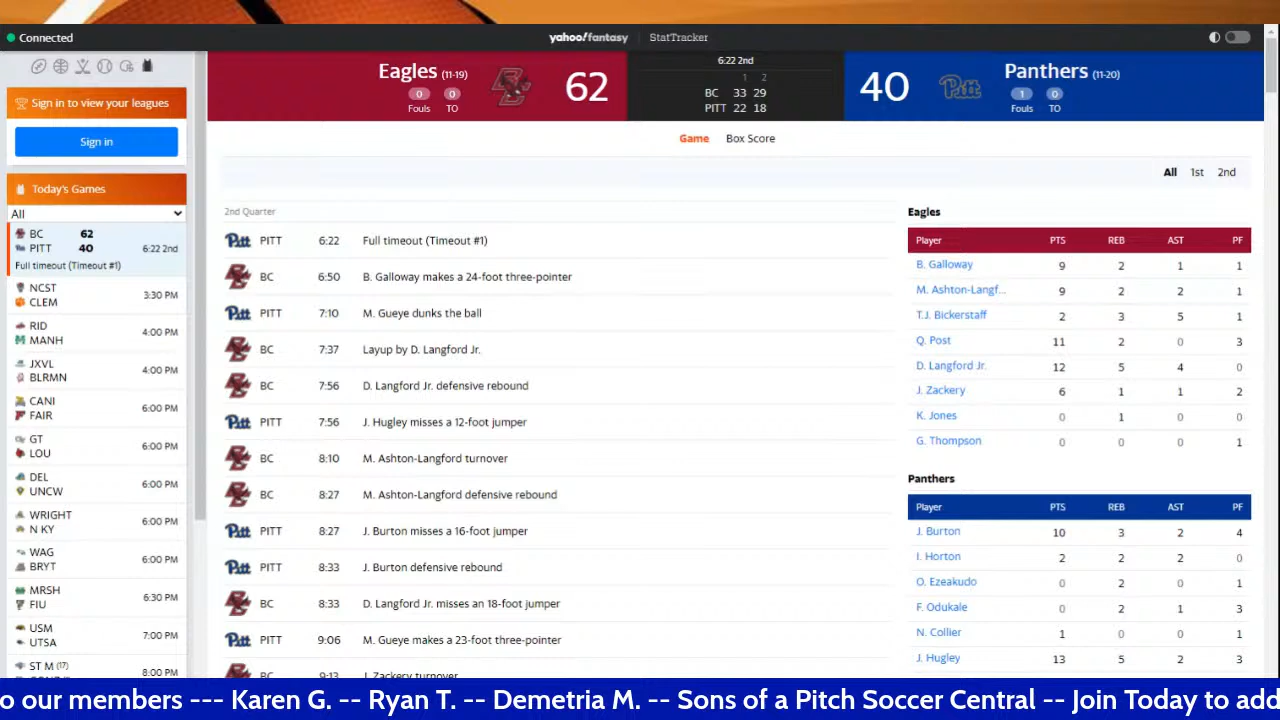 Connected
yahoo!fantasy
StatTracker
Sign in to view your leagues
Sign in
Today's Games
All
BC 62
PITT 40 6:22 2nd
Full timeout (Timeout #1)
NCST
CLEM
3:30 PM
RID
MANH
4:00 PM
JXVL
BLRMN
4:00 PM
CANI
FAIR
6:00 PM
GT
LOU
6:00 PM
DEL
UNCW
6:00 PM
WRIGHT
N KY
6:00 PM
WAG
BRYT
6:00 PM
MRSH
FIU
6:30 PM
USM
UTSA
7:00 PM
ST M (17)
8:00 PM
Eagles (11-19)
0 0
Fouls TO
62
6:22 2nd
1 2
BC 33 29
PITT 22 18
40
Pitt
Panthers (11-20)
1 0
Fouls TO
Game Box Score
All 1st 2nd
2nd Quarter
Pitt PITT 6:22 Full timeout (Timeout #1)
BC 6:50 B. Galloway makes a 24-foot three-pointer
Pitt PITT 7:10 M. Gueye dunks the ball
BC 7:37 Layup by D. Langford Jr.
BC 7:56 D. Langford Jr. defensive rebound
Pitt PITT 7:56 J. Hugley misses a 12-foot jumper
BC 8:10 M. Ashton-Langford turnover
BC 8:27 M. Ashton-Langford defensive rebound
Pitt PITT 8:27 J. Burton misses a 16-foot jumper
Pitt PITT 8:33 J. Burton defensive rebound
BC 8:33 D. Langford Jr. misses an 18-foot jumper
Pitt PITT 9:06 M. Gueye makes a 23-foot three-pointer
BC 9:13 J. Zackery turnover
Eagles
Player PTS REB AST PF
B. Galloway 9 2 1 1
M. Ashton-Langf... 9 2 2 1
T.J. Bickerstaff 2 3 5 1
Q. Post 11 2 0 3
D. Langford Jr. 12 5 4 0
J. Zackery 6 1 1 2
K. Jones 0 1 0 0
G. Thompson 0 0 0 1
Panthers
Player PTS REB AST PF
J. Burton 10 3 2 4
I. Horton 2 2 2 0
O. Ezeakudo 0 2 0 1
F. Odukale 0 2 1 3
N. Collier 1 0 0 1
J. Hugley 13 5 2 3
o our members --- Karen G. -- Ryan T. -- Demetria M. -- Sons of a Pitch Soccer Central -- Join Today to add